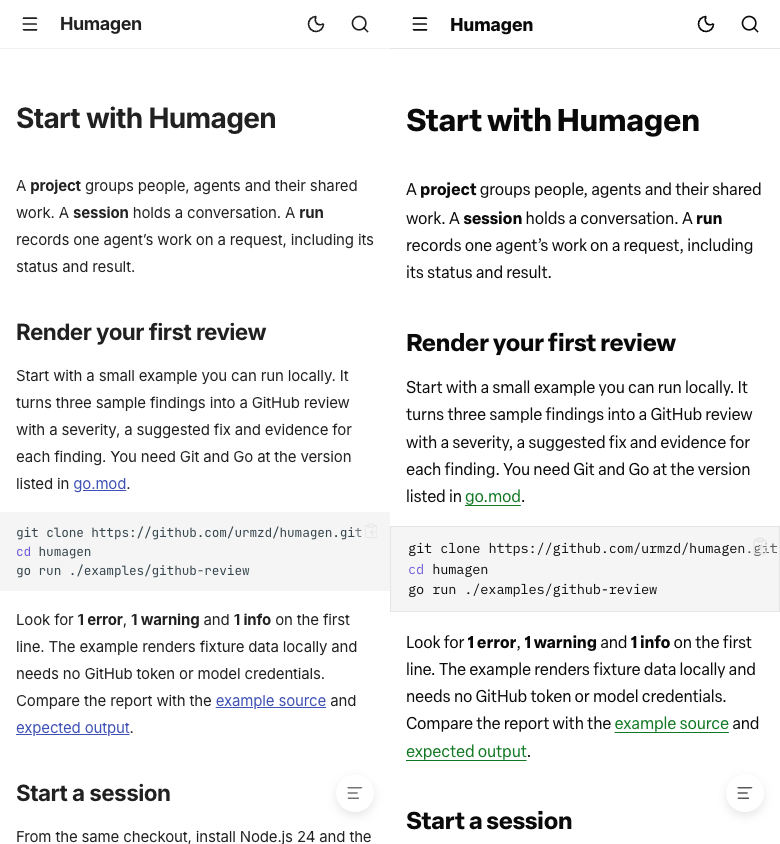 Humagen
Start with Humagen
A project groups people, agents and their shared
work. A session holds a conversation. A run
records one agent’s work on a request, including its
status and result.
Render your first review
Start with a small example you can run locally. It
turns three sample findings into a GitHub review
with a severity, a suggested fix and evidence for
each finding. You need Git and Go at the version
listed in go.mod.
git clone https://github.com/urmzd/humagen.git
cd humagen
go run ./examples/github-review
Look for 1 error, 1 warning and 1 info on the first
line. The example renders fixture data locally and
needs no GitHub token or model credentials.
Compare the report with the example source and
expected output.
Start a session
From the same checkout, install Node.js 24 and the
Humagen
Start with Humagen
A project groups people, agents and their shared
work. A session holds a conversation. A run
records one agent’s work on a request, including
its status and result.
Render your first review
Start with a small example you can run locally. It
turns three sample findings into a GitHub review
with a severity, a suggested fix and evidence for
each finding. You need Git and Go at the version
listed in go.mod.
git clone https://github.com/urmzd/humagen.git
cd humagen
go run ./examples/github-review
Look for 1 error, 1 warning and 1 info on the first
line. The example renders fixture data locally and
needs no GitHub token or model credentials.
Compare the report with the example source and
expected output.
Start a session